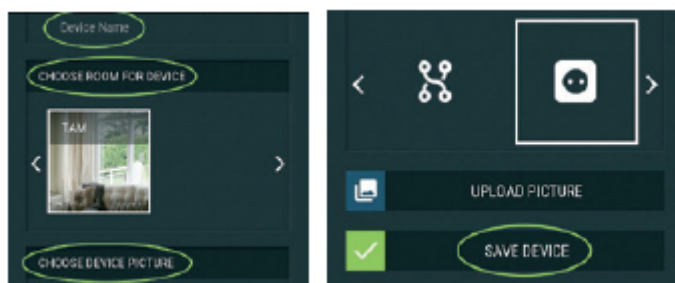 Device Name
CHOOSE ROOM FOR DEVICE
TAM
CHOOSE DEVICE PICTURE
UPLOAD PICTURE
SAVE DEVICE